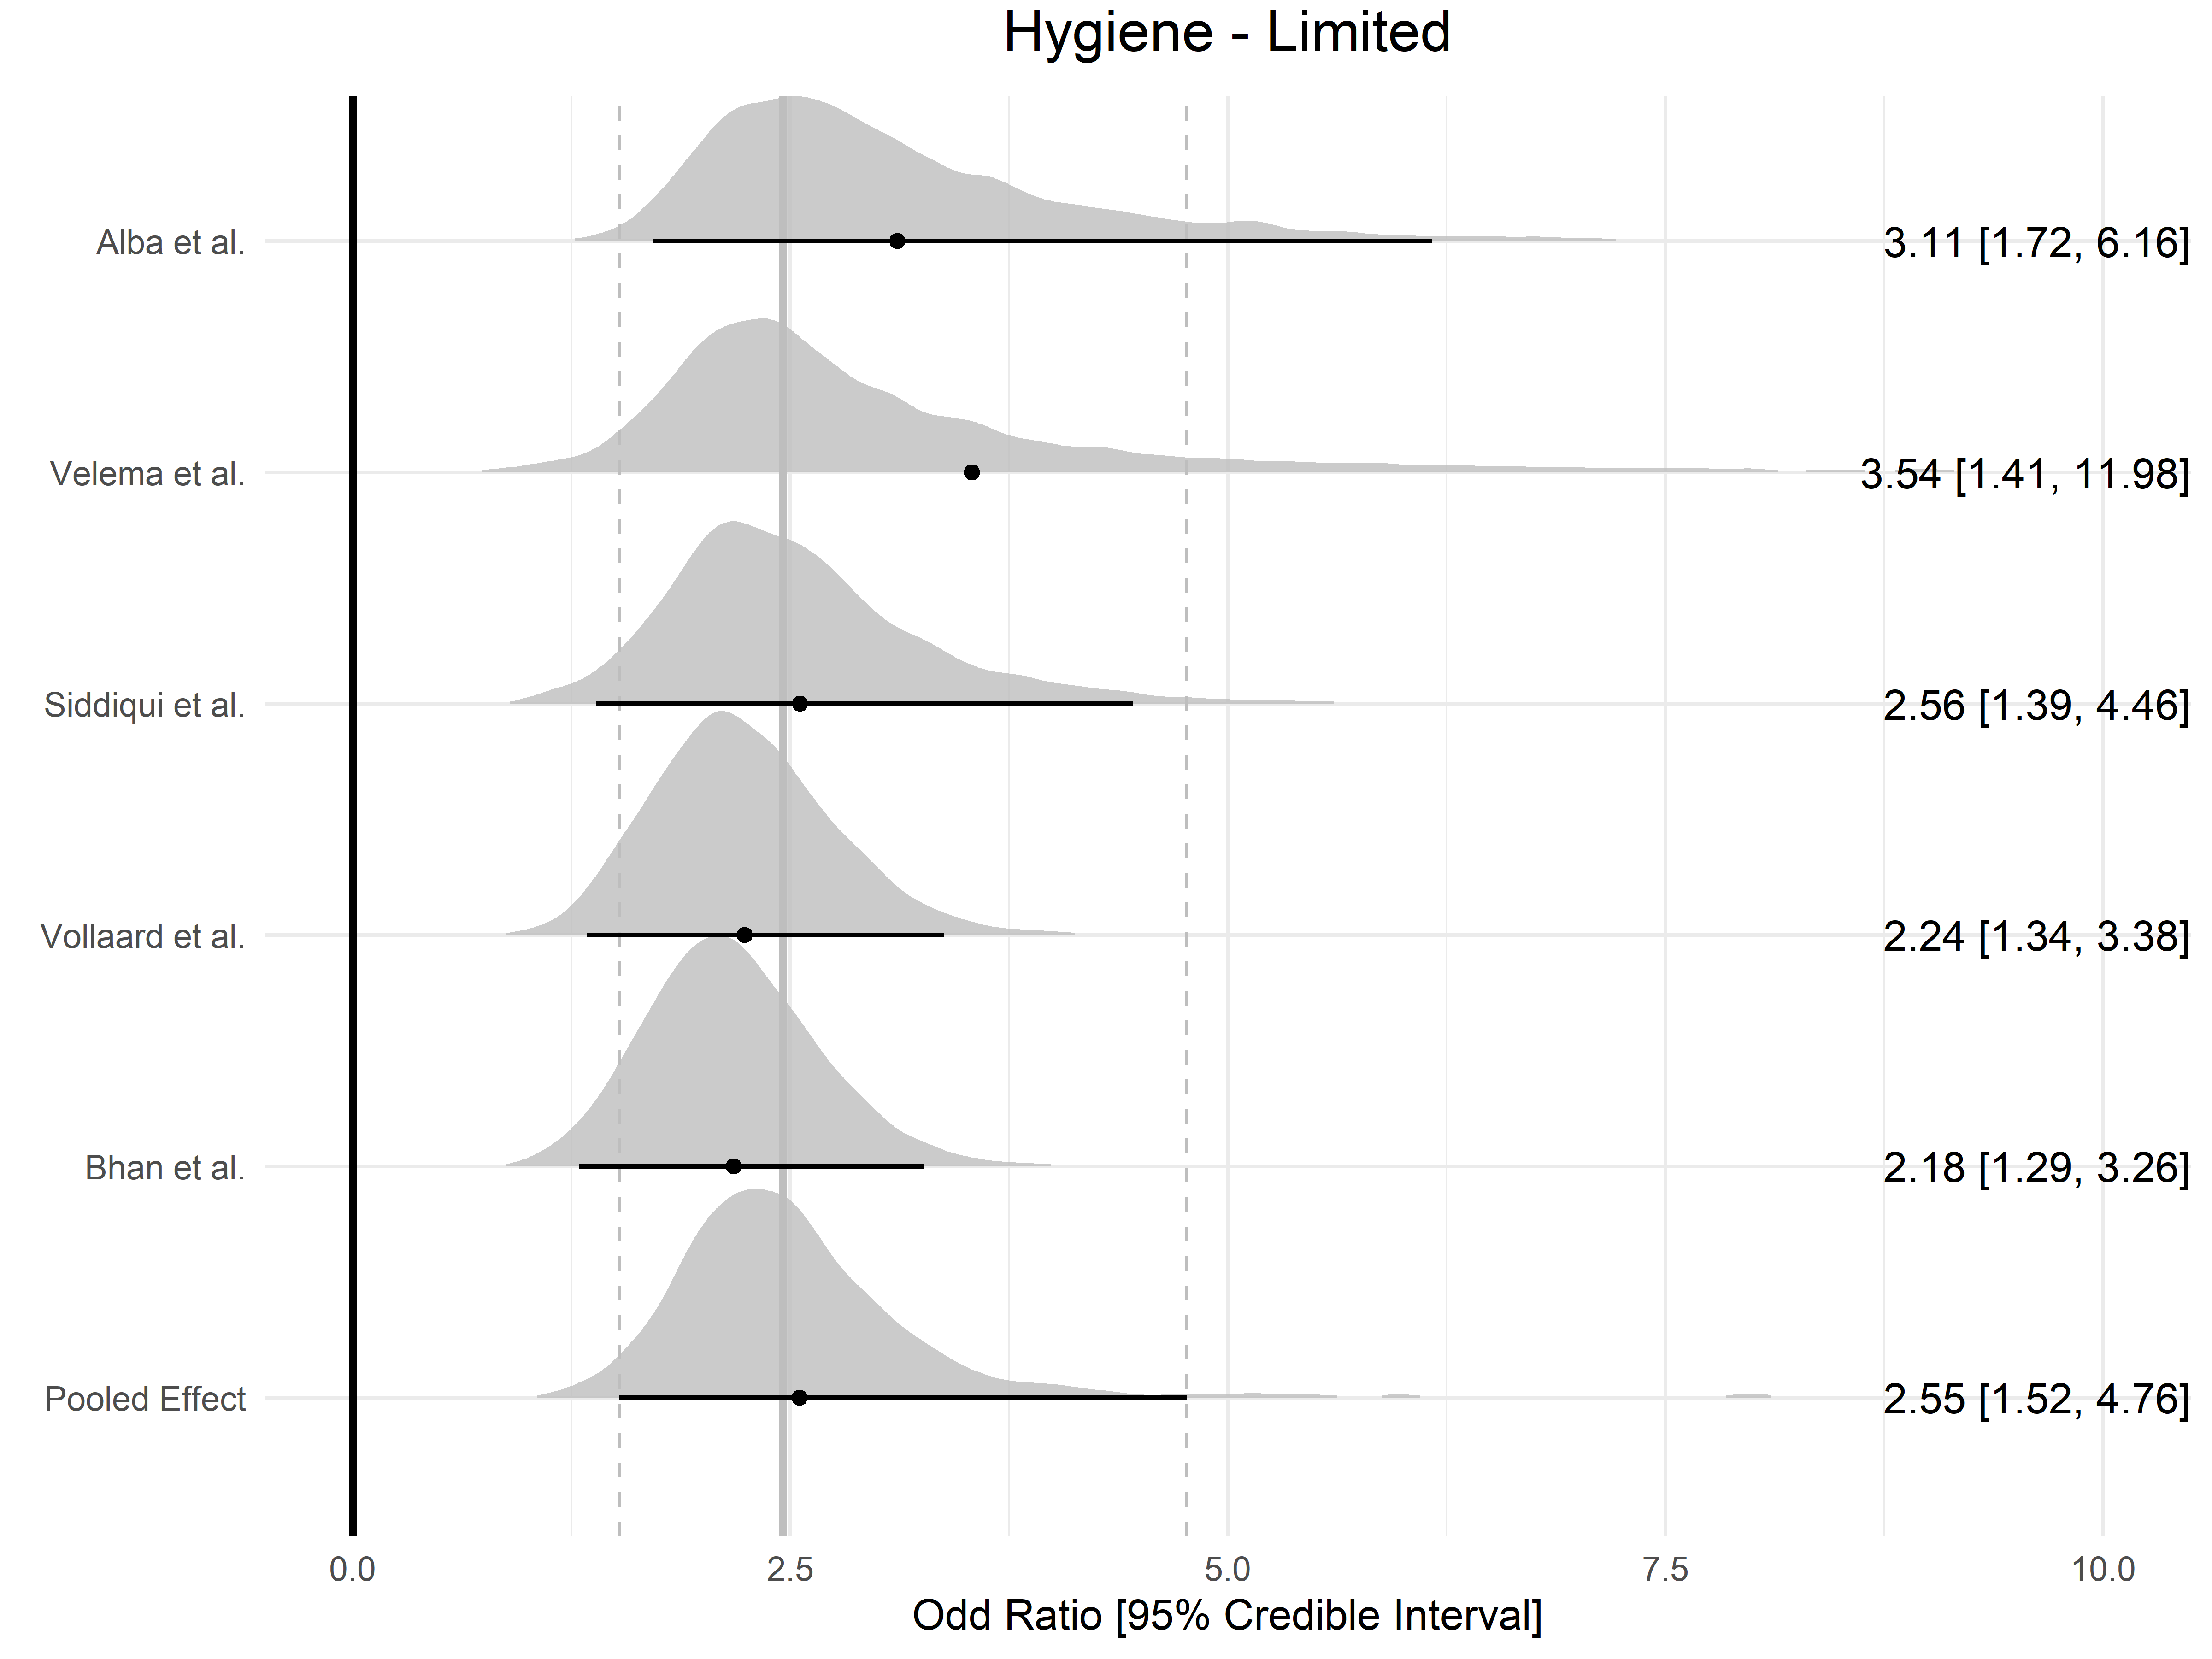 Hygiene - Limited
Alba et al. 3.11 [1.72, 6.16]
Velema et al. 3.54 [1.41, 11.98]
Siddiqui et al. 2.56 [1.39, 4.46]
Vollaard et al. 2.24 [1.34, 3.38]
Bhan et al. 2.18 [1.29, 3.26]
Pooled Effect 2.55 [1.52, 4.76]
0.0 2.5 5.0 7.5 10.0
Odd Ratio [95% Credible Interval]